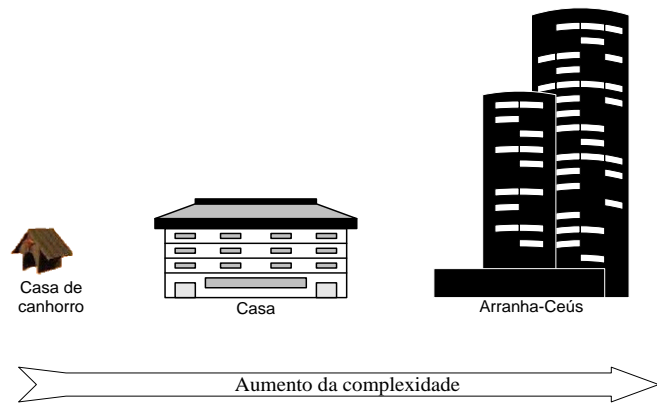 Casa de
canhorro
Casa
Arranha-Ceús
Aumento da complexidade